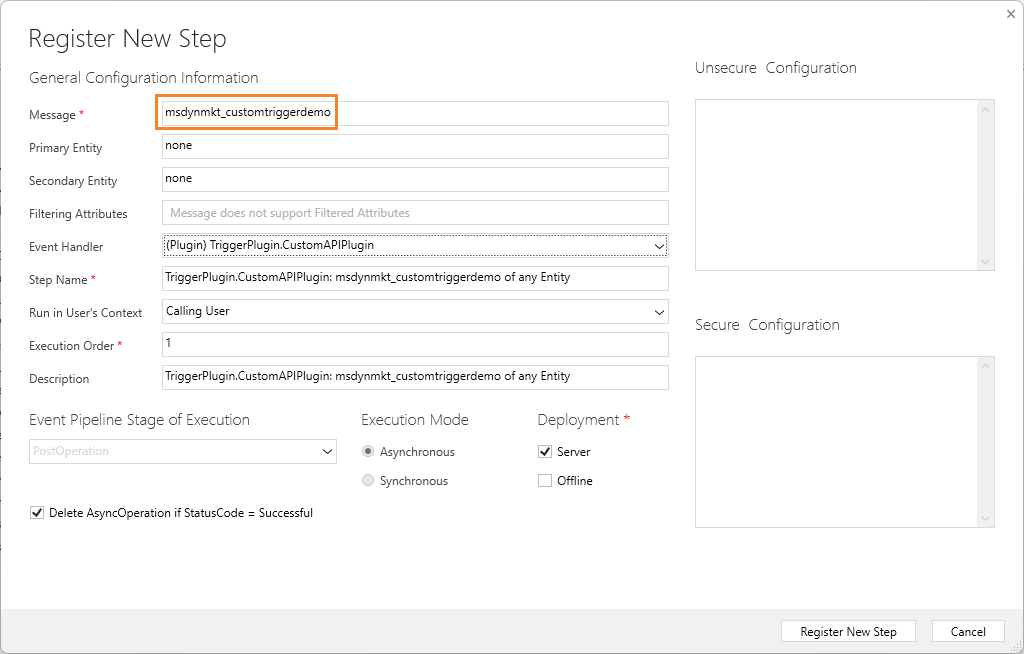 Register New Step
General Configuration Information
Message *
msdynmkt_customtriggerdemo
Primary Entity
none
Secondary Entity
none
Filtering Attributes
Message does not support Filtered Attributes
Event Handler
(Plugin) TriggerPlugin.CustomAPIPlugin
Step Name *
TriggerPlugin.CustomAPIPlugin: msdynmkt_customtriggerdemo of any Entity
Run in User's Context
Calling User
Execution Order *
1
Description
TriggerPlugin.CustomAPIPlugin: msdynmkt_customtriggerdemo of any Entity
Event Pipeline Stage of Execution
PostOperation
Execution Mode
Asynchronous
Synchronous
Deployment *
Server
Offline
Delete AsyncOperation if StatusCode = Successful
Unsecure Configuration
Secure Configuration
Register New Step
Cancel